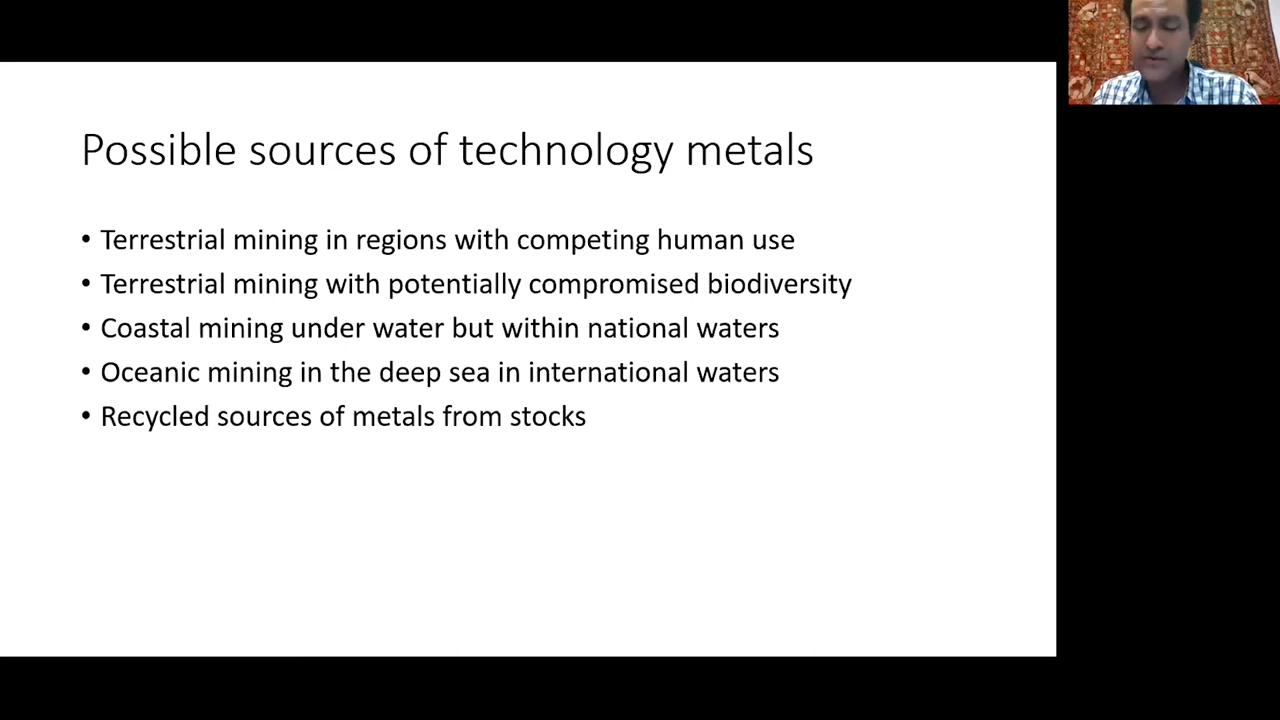 Possible sources of technology metals
• Terrestrial mining in regions with competing human use
• Terrestrial mining with potentially compromised biodiversity
• Coastal mining under water but within national waters
• Oceanic mining in the deep sea in international waters
• Recycled sources of metals from stocks